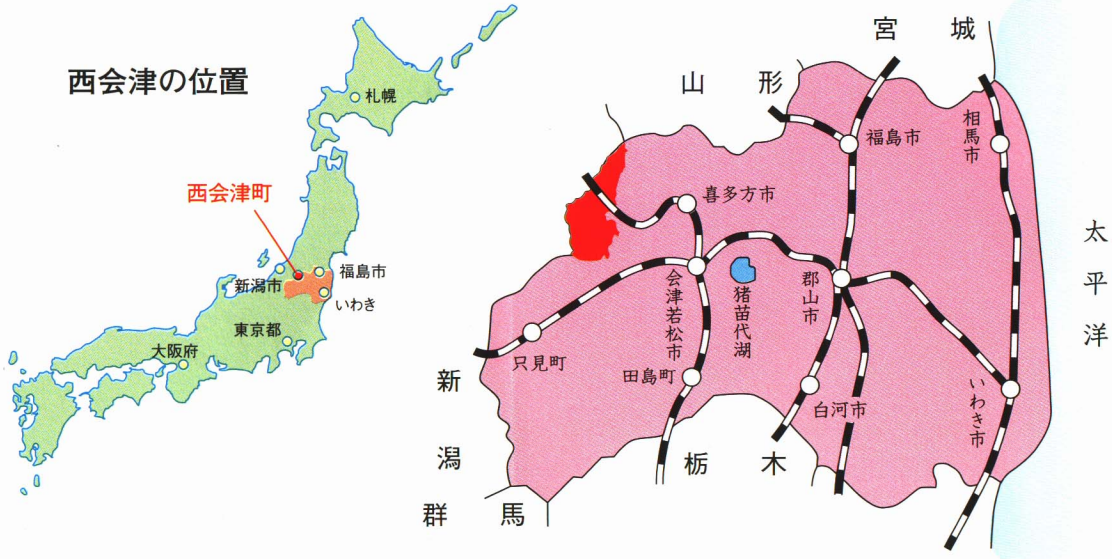 西会津の位置
札幌
西会津町
新潟市
福島市
いわき
東京都
大阪府
宮城
山形
福島市
相馬市
喜多方市
太平洋
会津若松市
猪苗代湖
郡山市
只見町
田島町
白河市
いわき市
新潟
栃木
群馬